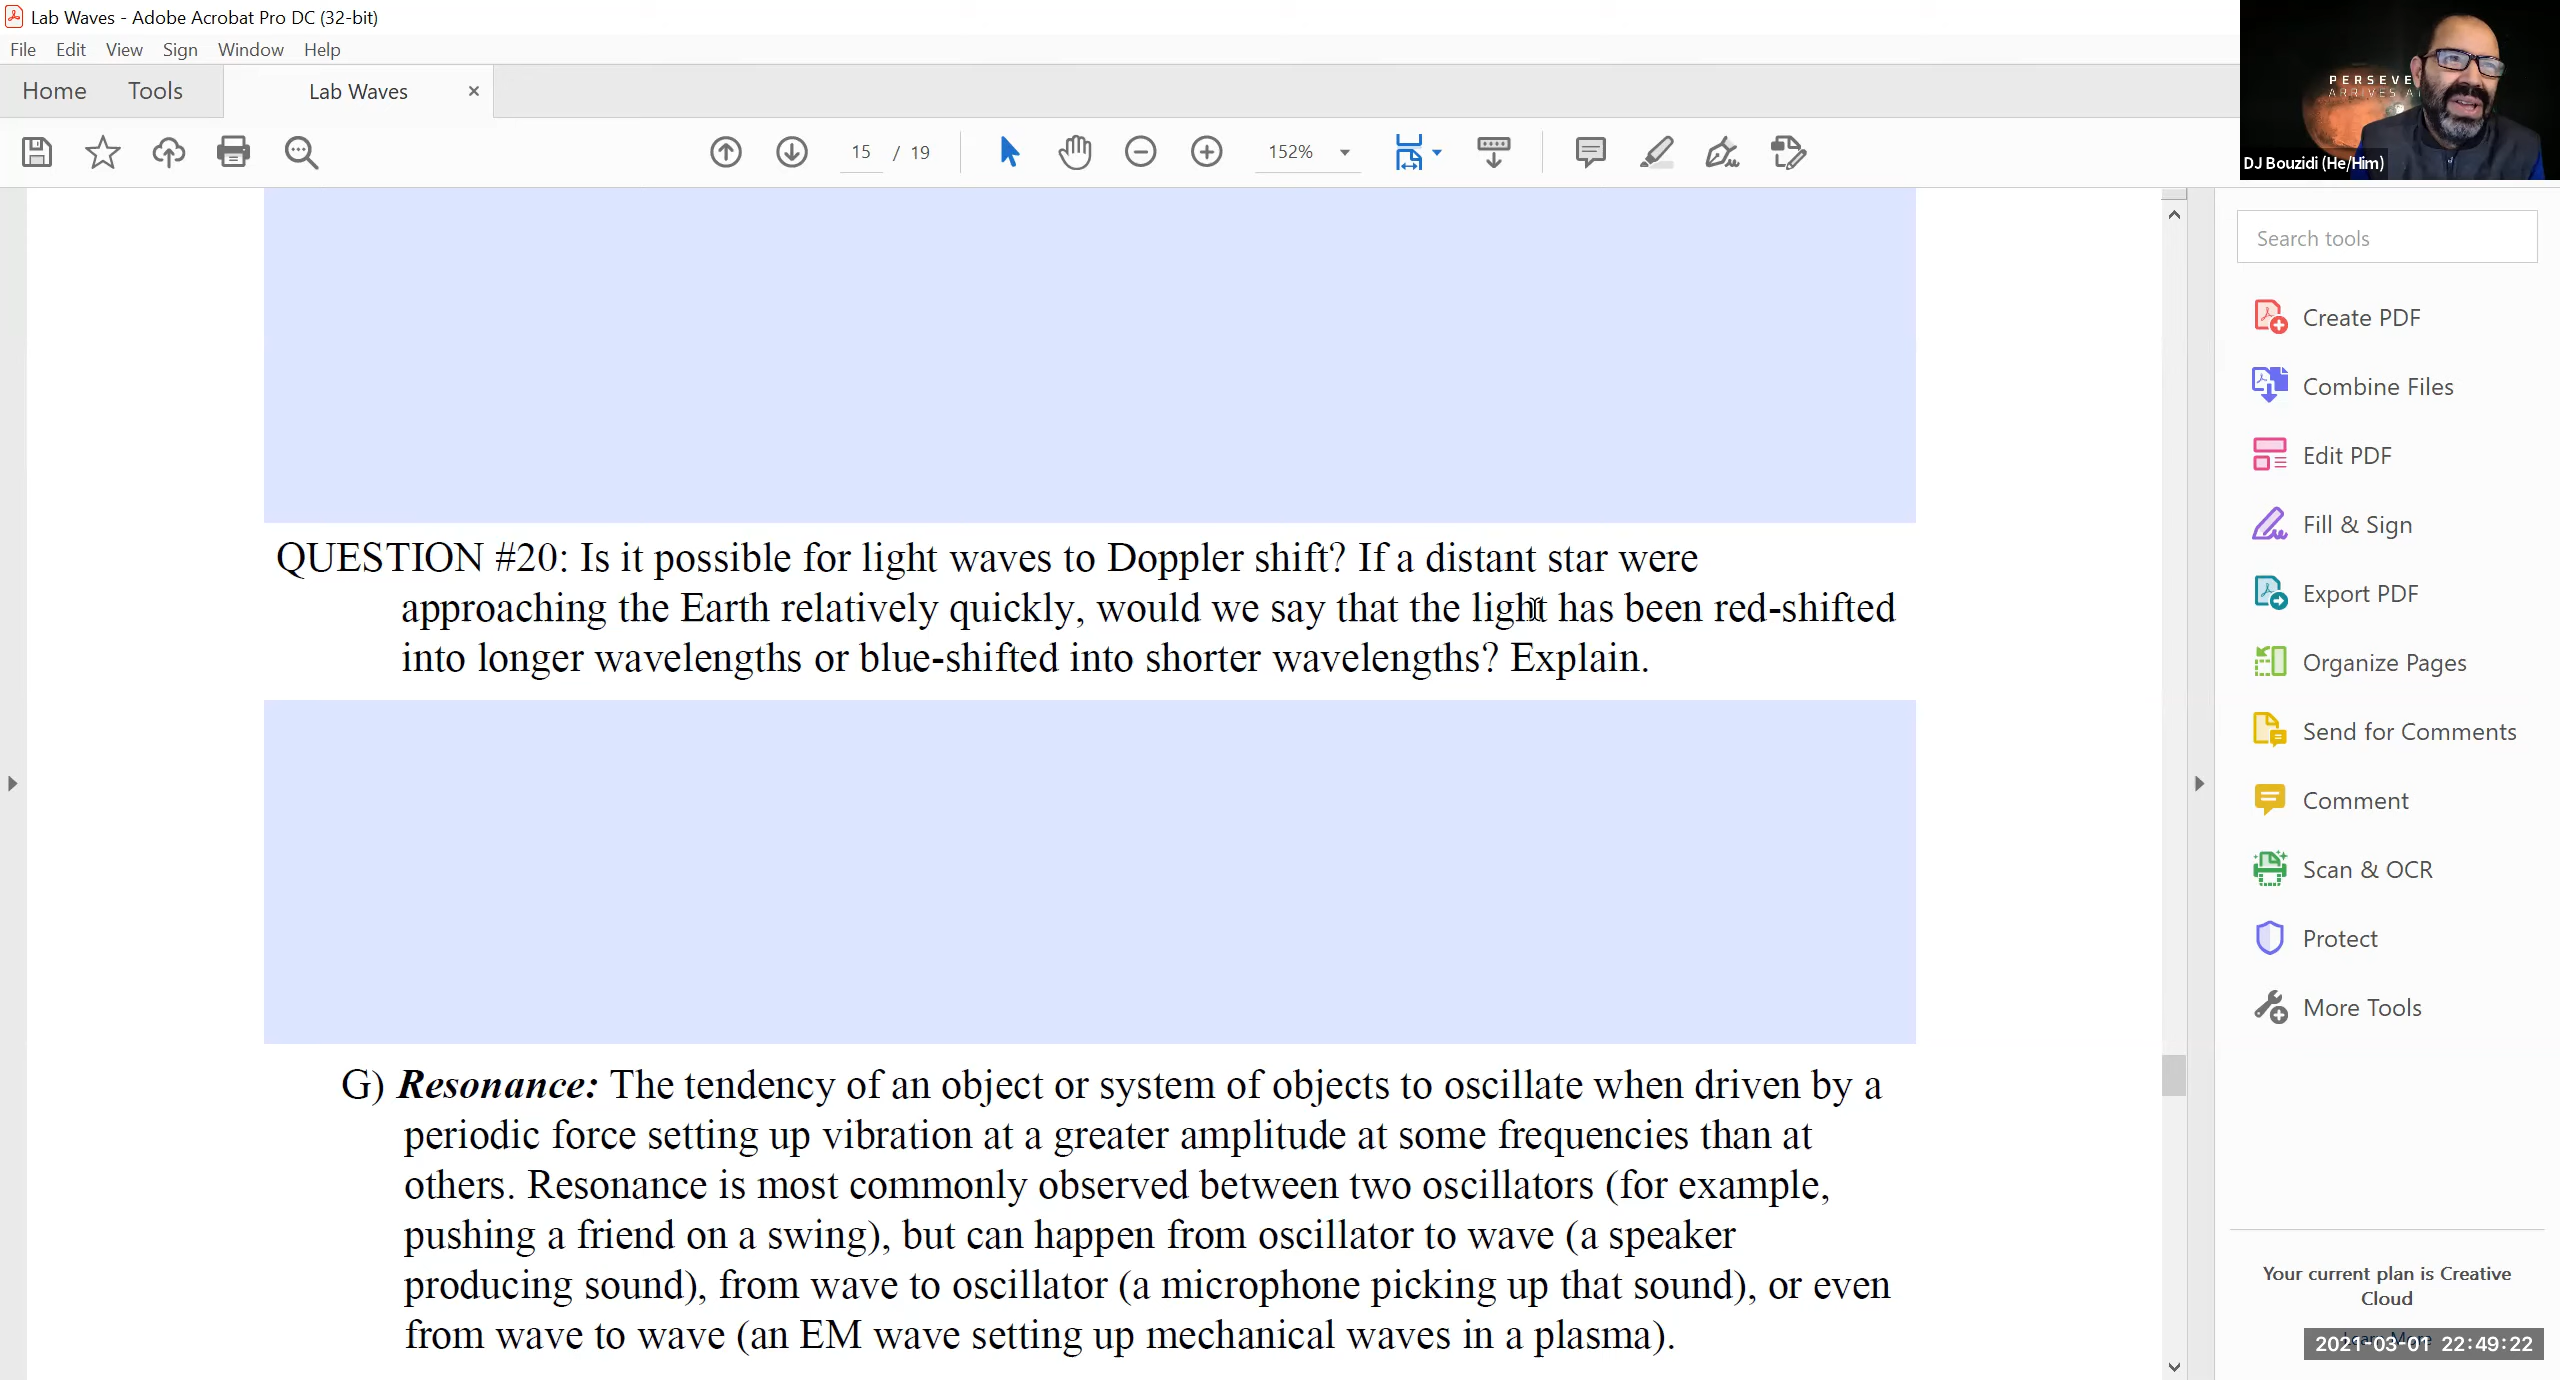 Lab Waves - Adobe Acrobat Pro DC (32-bit)
File Edit View Sign Window Help
Home Tools Lab Waves ×
15 / 19 152%
PERSEVE
ARRIVES A
DJ Bouzidi (He/Him)
QUESTION #20: Is it possible for light waves to Doppler shift? If a distant star were
approaching the Earth relatively quickly, would we say that the light has been red-shifted
into longer wavelengths or blue-shifted into shorter wavelengths? Explain.
G) Resonance: The tendency of an object or system of objects to oscillate when driven by a
periodic force setting up vibration at a greater amplitude at some frequencies than at
others. Resonance is most commonly observed between two oscillators (for example,
pushing a friend on a swing), but can happen from oscillator to wave (a speaker
producing sound), from wave to oscillator (a microphone picking up that sound), or even
from wave to wave (an EM wave setting up mechanical waves in a plasma).
Search tools
Create PDF
Combine Files
Edit PDF
Fill & Sign
Export PDF
Organize Pages
Send for Comments
Comment
Scan & OCR
Protect
More Tools
Your current plan is Creative
Cloud
2021-03-01 22:49:22